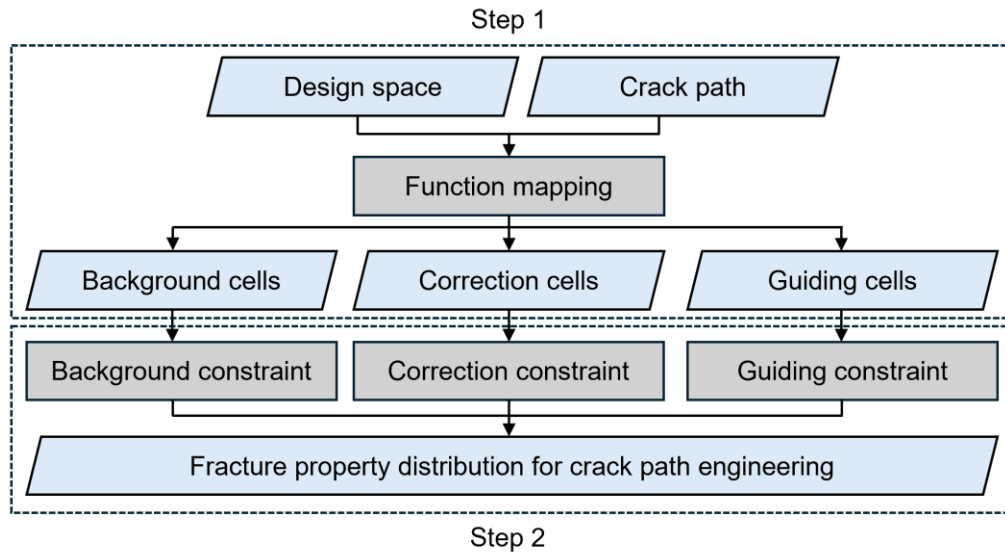 Step 1
Design space
Crack path
Function mapping
Background cells
Correction cells
Guiding cells
Background constraint
Correction constraint
Guiding constraint
Fracture property distribution for crack path engineering
Step 2